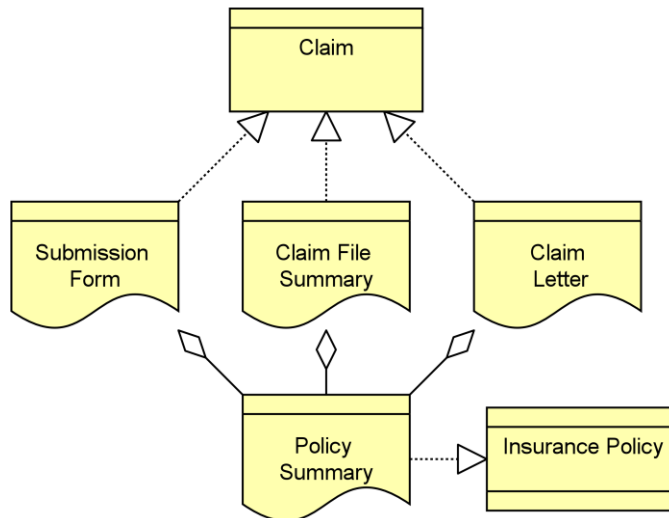 Claim
Submission
Form
Claim File
Summary
Claim
Letter
Policy
Summary
Insurance Policy